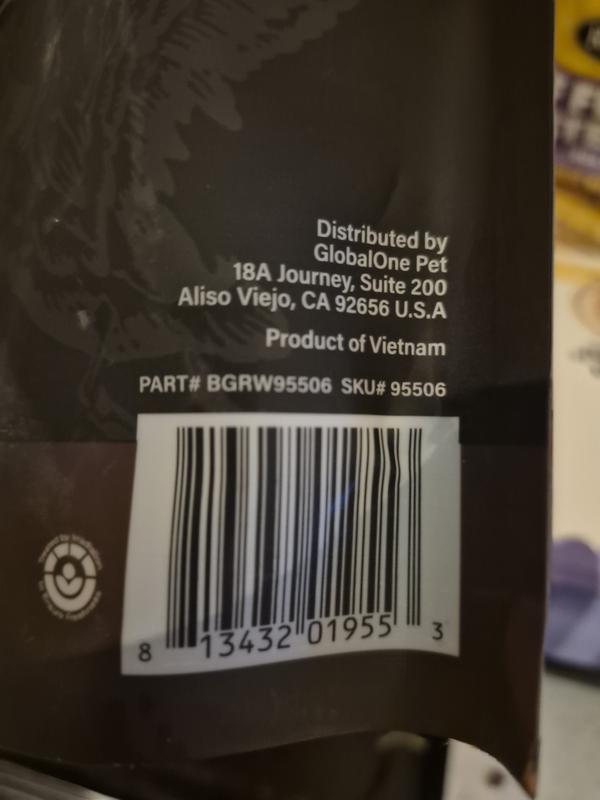 Distributed by
GlobalOne Pet
18A Journey, Suite 200
Aliso Viejo, CA 92656 U.S.A
Product of Vietnam
PART# BGRW95506 SKU# 95506
8 13432 01955 3